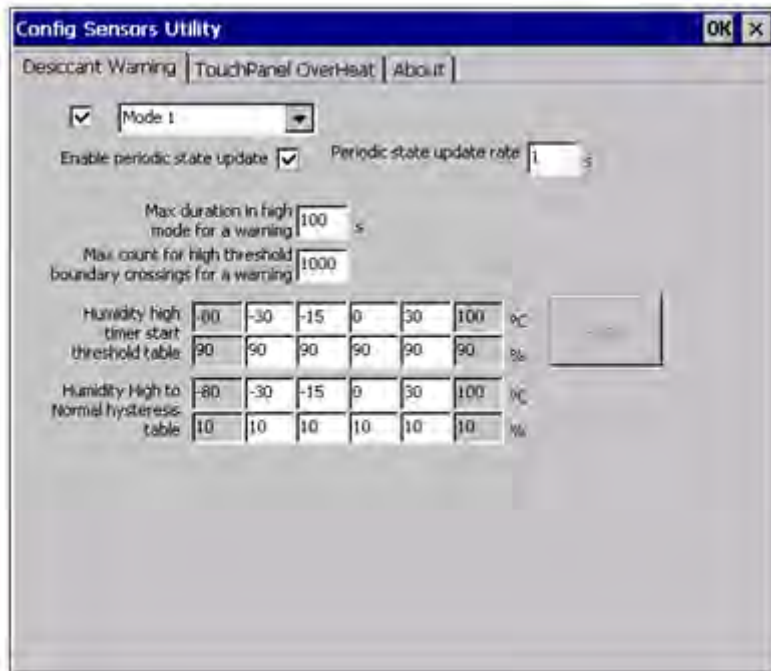 Config Sensors Utility OK ×
Desiccant Warning TouchPanel OverHeat About
Mode 1
Enable periodic state update Periodic state update rate 1 s
Max duration in high
mode for a warning 100 s
Max count for high threshold
boundary crossings for a warning 1000
Humidity high
timer start
threshold table
-80 -30 -15 0 30 100 ºC
90 90 90 90 90 90 %
Humidity High to
Normal hysteresis
table
-80 -30 -15 0 30 100 ºC
10 10 10 10 10 10 %